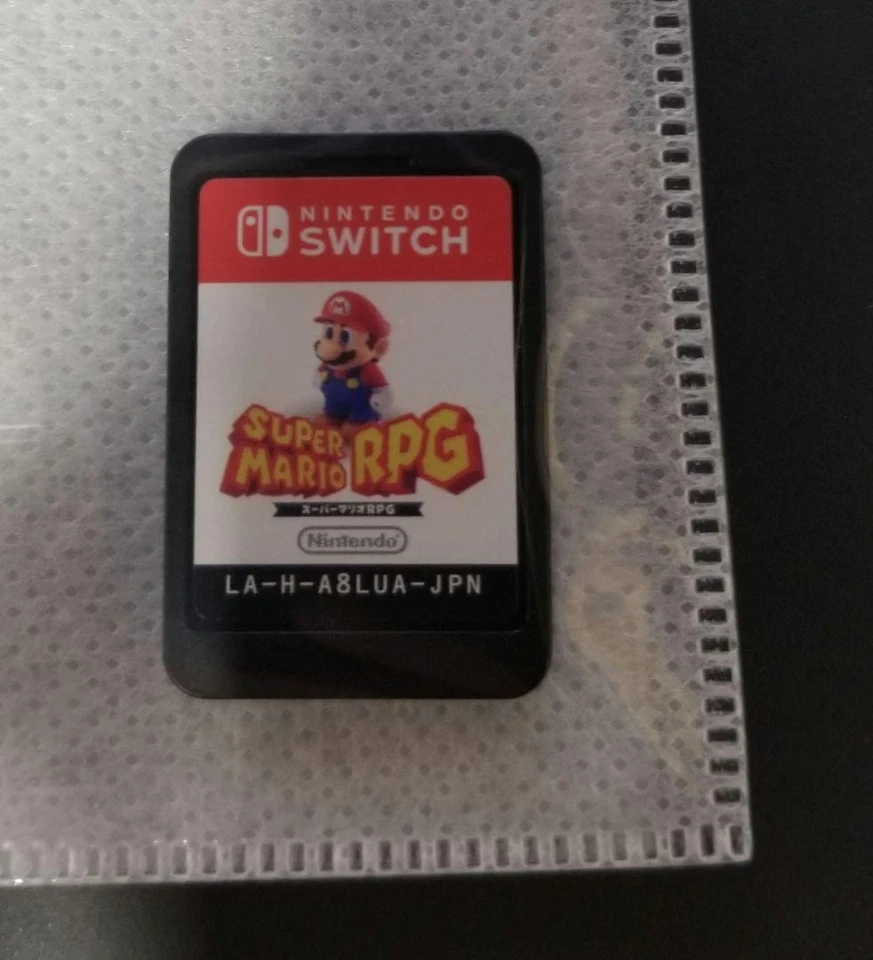 NINTENDO
SWITCH
M
SUPER
MARIO RPG
スーパーマリオRPG
Nintendo
LA-H-A8LUA-JPN